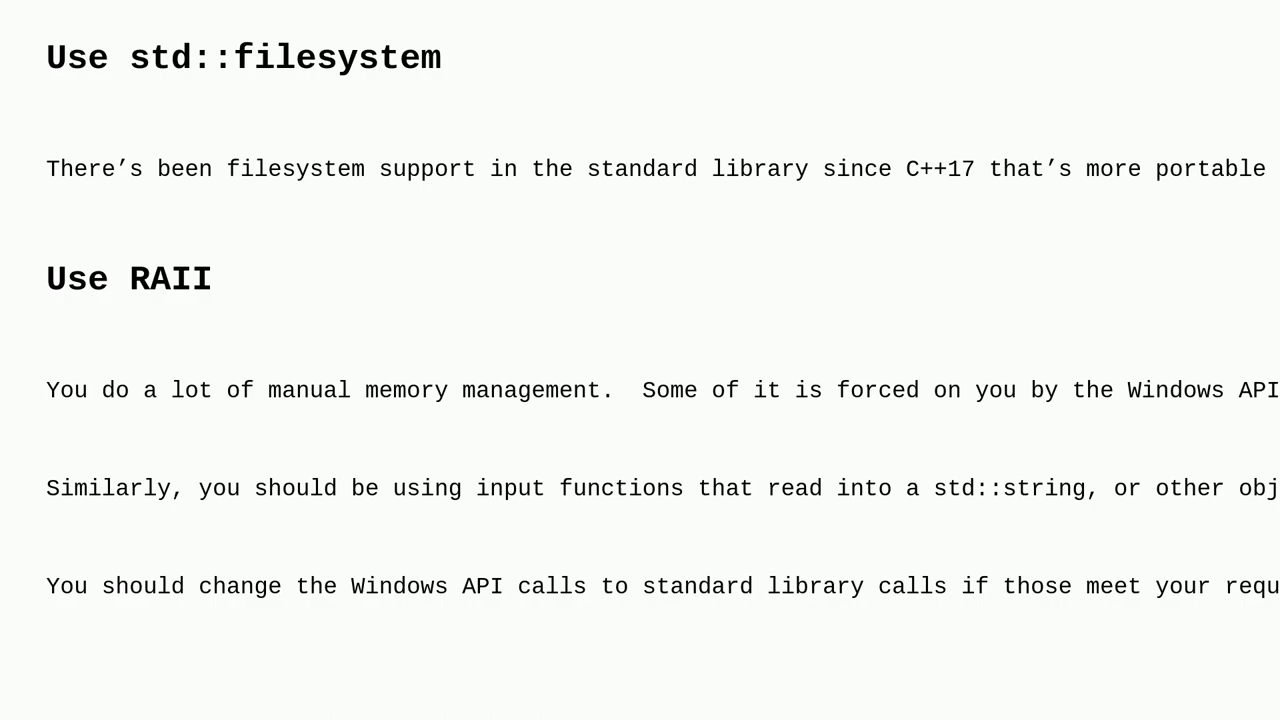 Use std::filesystem
There’s been filesystem support in the standard library since C++17 that’s more portable
Use RAII
You do a lot of manual memory management.  Some of it is forced on you by the Windows API
Similarly, you should be using input functions that read into a std::string, or other obj
You should change the Windows API calls to standard library calls if those meet your requ